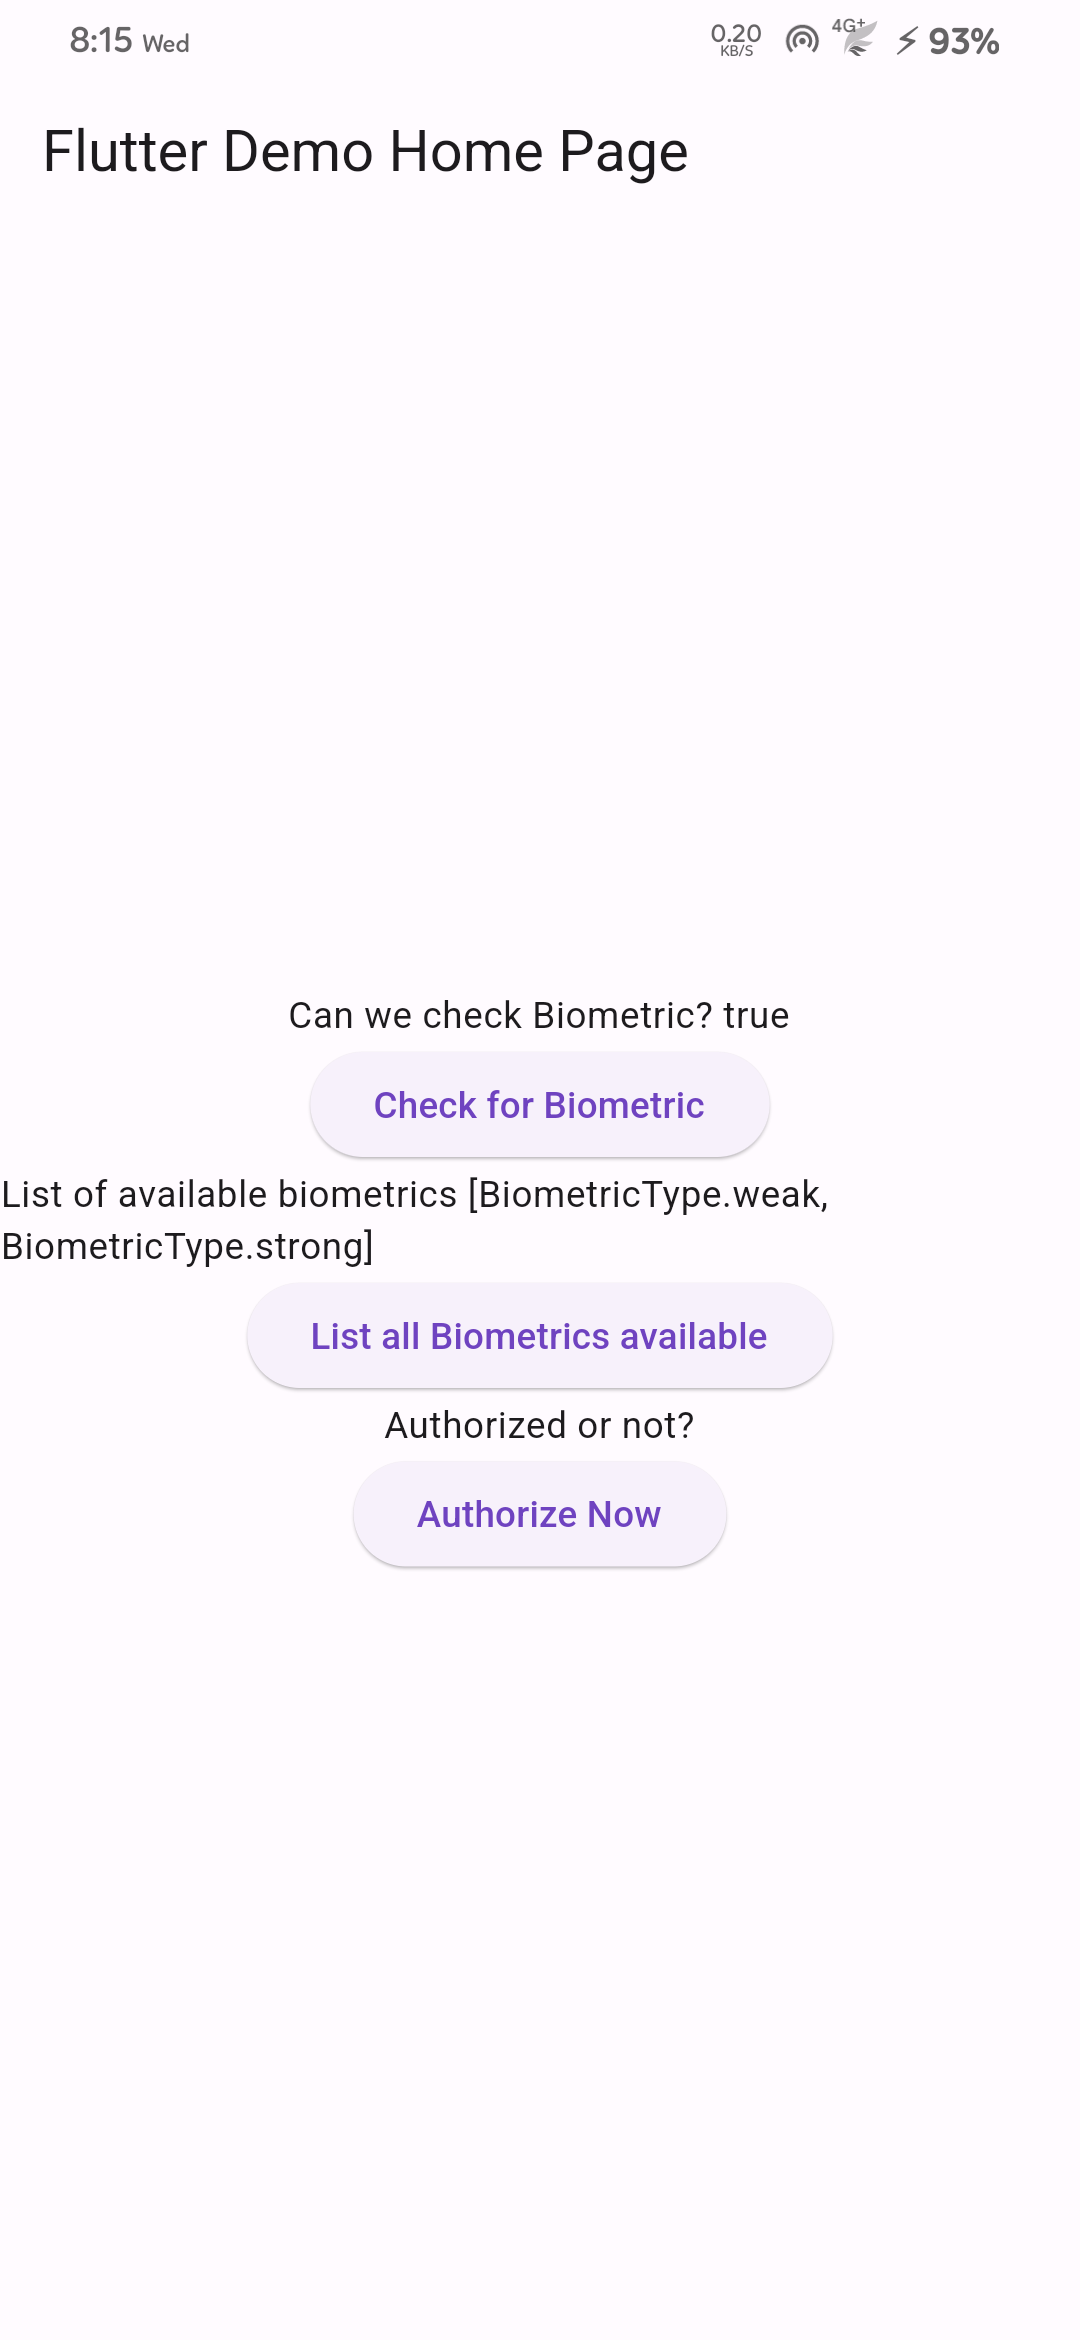 8:15 Wed
0.20 KB/S 4G+ 93%
Flutter Demo Home Page
Can we check Biometric? true
Check for Biometric
List of available biometrics [BiometricType.weak,
BiometricType.strong]
List all Biometrics available
Authorized or not?
Authorize Now